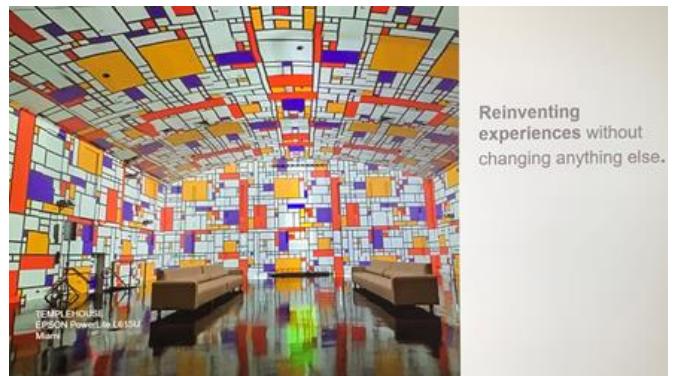 Reinventing
experiences without
changing anything else.
TEMPLEHOUSE
EPSON PowerLite L615U
Miami